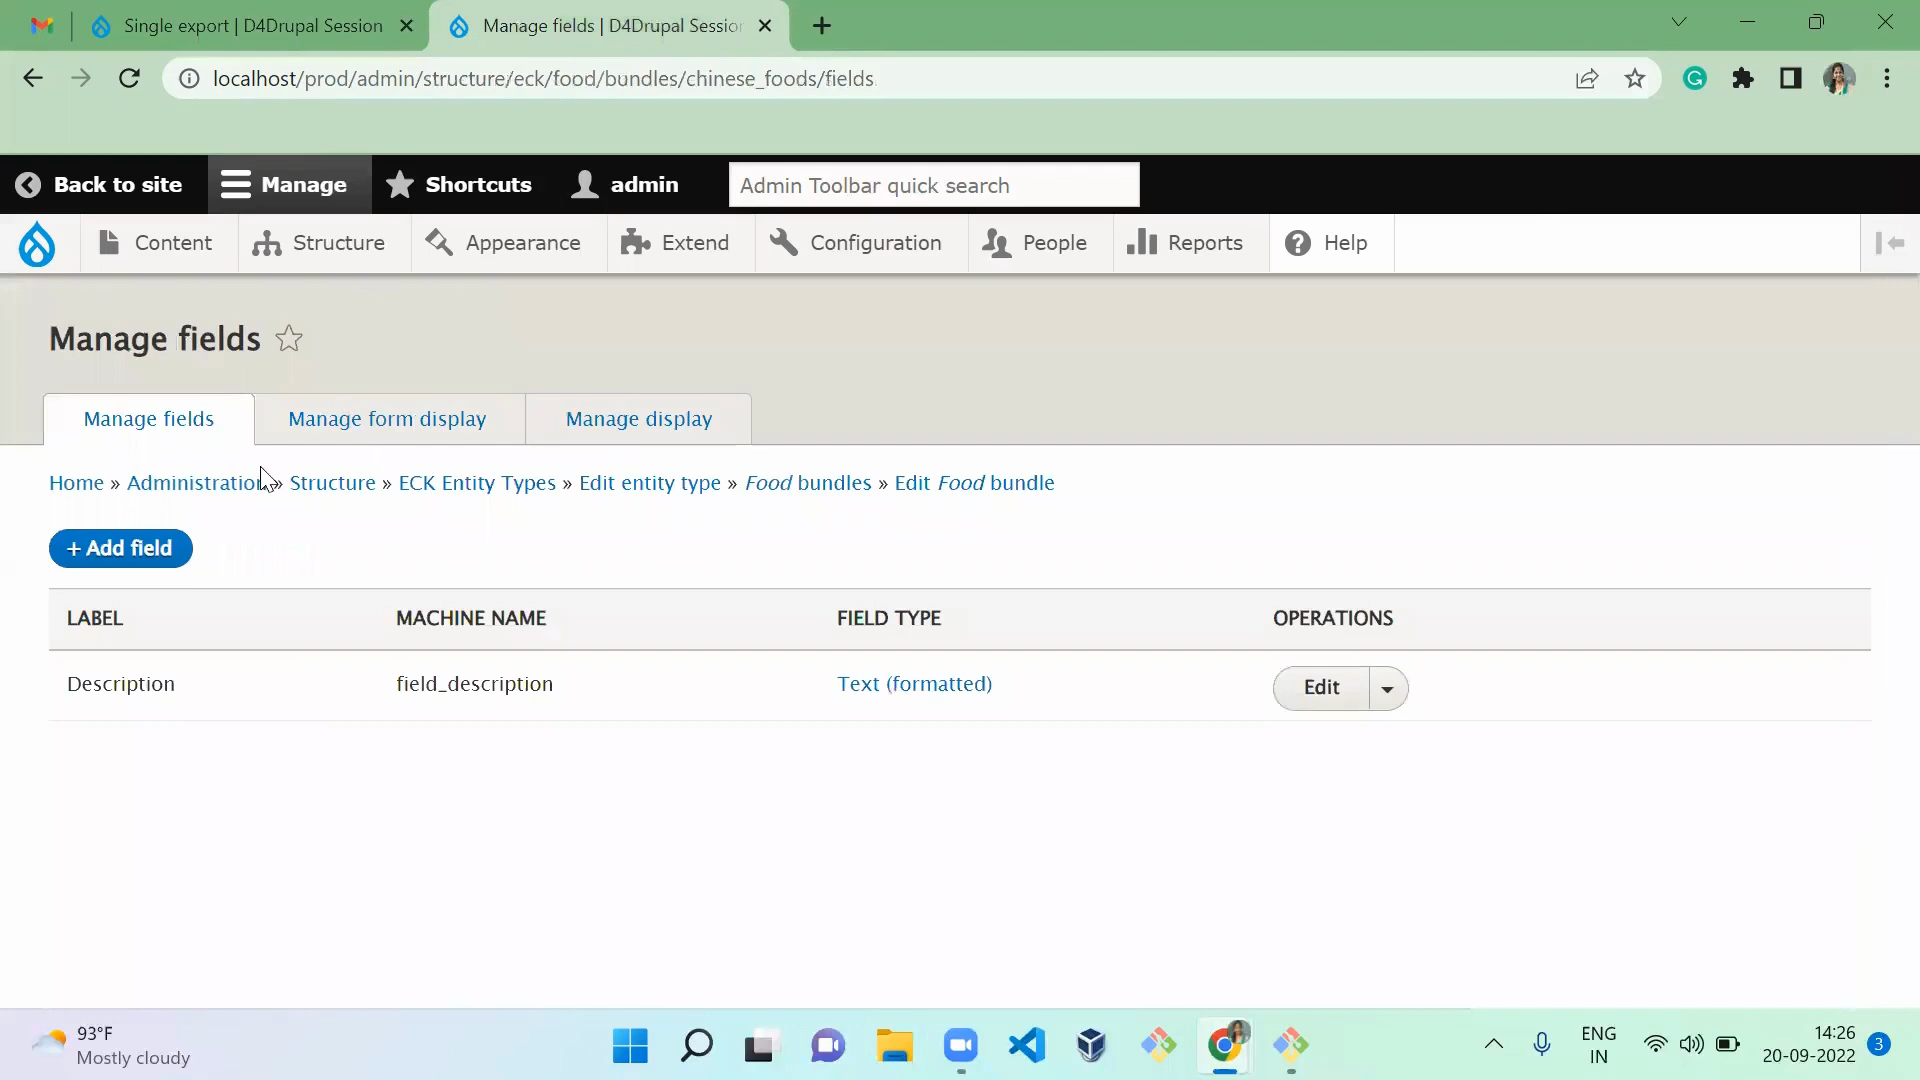 Single export | D4Drupal Session
Manage fields | D4Drupal Session
localhost/prod/admin/structure/eck/food/bundles/chinese_foods/fields
Back to site
Manage
Shortcuts
admin
Admin Toolbar quick search
Content
Structure
Appearance
Extend
Configuration
People
Reports
Help
Manage fields
Manage fields
Manage form display
Manage display
Home » Administration » Structure » ECK Entity Types » Edit entity type » Food bundles » Edit Food bundle
+ Add field
LABEL MACHINE NAME FIELD TYPE OPERATIONS
Description field_description Text (formatted) Edit
93°F
Mostly cloudy
ENG
IN
14:26
20-09-2022
3